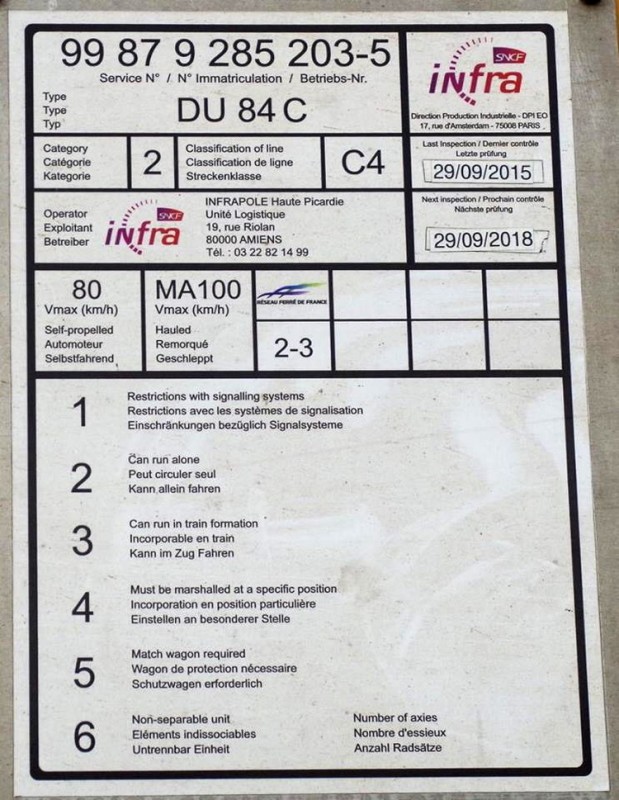 99 87 9 285 203-5
Service N° / N° Immatriculation / Betriebs-Nr.
Type
Type
Typ
DU 84 C
SNCF
infra
Direction Production Industrielle - DPI EO
17, rue d'Amsterdam - 75008 PARIS
Category
Catégorie
Kategorie
2
Classification of line
Classification de ligne
Streckenklasse
C4
Last Inspection / Dernier contrôle
Letzte prüfung
29/09/2015
Operator
Exploitant
Betreiber
SNCF
infra
INFRAPOLE Haute Picardie
Unité Logistique
19, rue Riolan
80000 AMIENS
Tél. : 03 22 82 14 99
Next inspection / Prochain contrôle
Nächste prüfung
29/09/2018
80
Vmax (km/h)
Self-propelled
Automoteur
Selbstfahrend
MA100
Vmax (km/h)
Hauled
Remorqué
Geschleppt
RÉSEAU FERRÉ DE FRANCE
2-3
1
Restrictions with signalling systems
Restrictions avec les systèmes de signalisation
Einschränkungen bezüglich Signalsysteme
2
Can run alone
Peut circuler seul
Kann allein fahren
3
Can run in train formation
Incorporable en train
Kann im Zug Fahren
4
Must be marshalled at a specific position
Incorporation en position particulière
Einstellen an besonderer Stelle
5
Match wagon required
Wagon de protection nécessaire
Schutzwagen erforderlich
6
Non-separable unit
Eléments indissociables
Untrennbar Einheit
Number of axies
Nombre d'essieux
Anzahl Radsätze